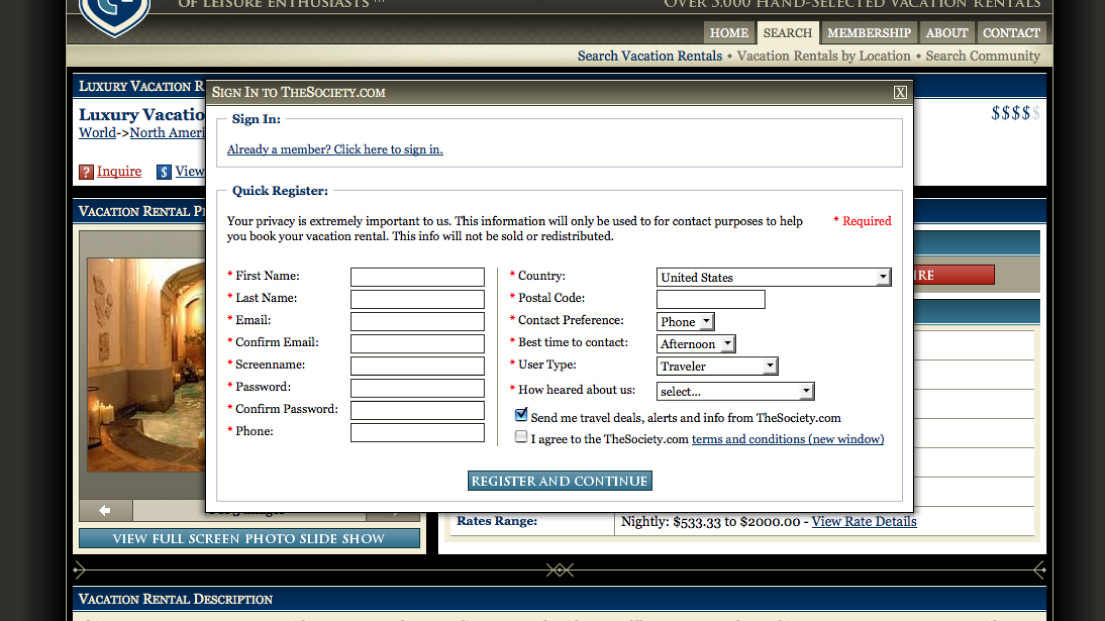 OF LEISURE ENTHUSIASTS
OVER 3,000 HAND-SELECTED VACATION RENTALS
HOME SEARCH MEMBERSHIP ABOUT CONTACT
Search Vacation Rentals • Vacation Rentals by Location • Search Community
LUXURY VACATION R
Luxury Vacatio
$$$$$
World->North Ameri
? Inquire $ View
SIGN IN TO THESOCIETY.COM X
Sign In:
Already a member? Click here to sign in.
Quick Register:
Your privacy is extremely important to us. This information will only be used to for contact purposes to help
you book your vacation rental. This info will not be sold or redistributed.
* Required
* First Name:
* Last Name:
* Email:
* Confirm Email:
* Screenname:
* Password:
* Confirm Password:
* Phone:
* Country: United States
* Postal Code:
* Contact Preference: Phone
* Best time to contact: Afternoon
* User Type: Traveler
* How heared about us: select...
Send me travel deals, alerts and info from TheSociety.com
I agree to the TheSociety.com terms and conditions (new window)
REGISTER AND CONTINUE
VACATION RENTAL P
IRE
Rates Range: Nightly: $533.33 to $2000.00 - View Rate Details
VIEW FULL SCREEN PHOTO SLIDE SHOW
VACATION RENTAL DESCRIPTION